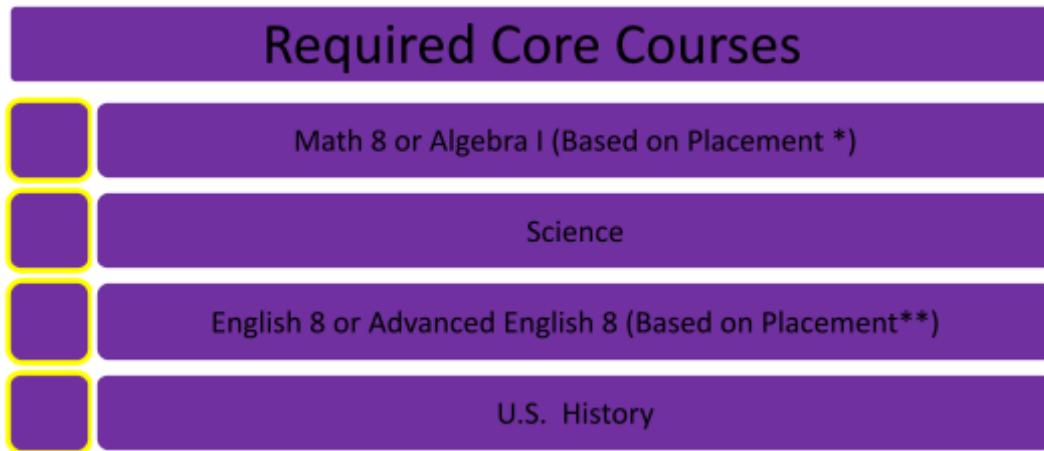 Required Core Courses
Math 8 or Algebra I (Based on Placement *)
Science
English 8 or Advanced English 8 (Based on Placement**)
U.S. History